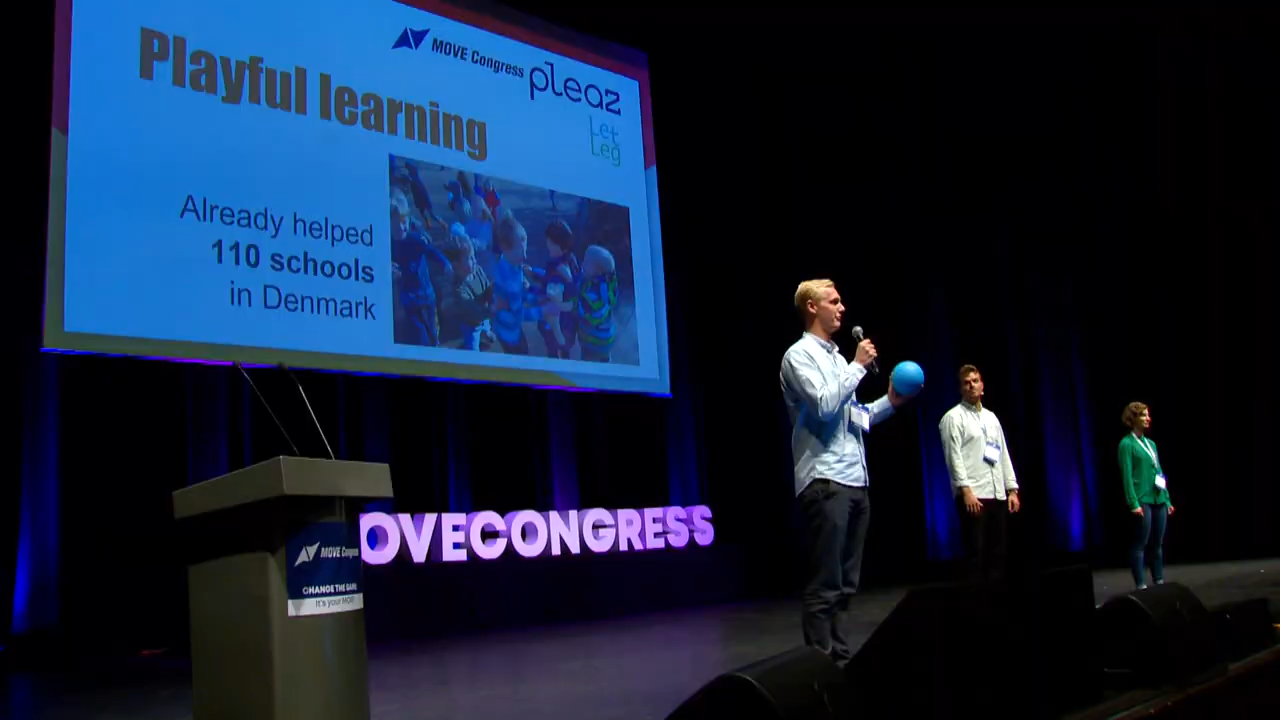 MOVE Congress
Playful learning
pleaz
Let
Leg
Already helped
110 schools
in Denmark
OVECONGRESS
MOVE Congress
CHANGE THE GAME
It's your MOVE